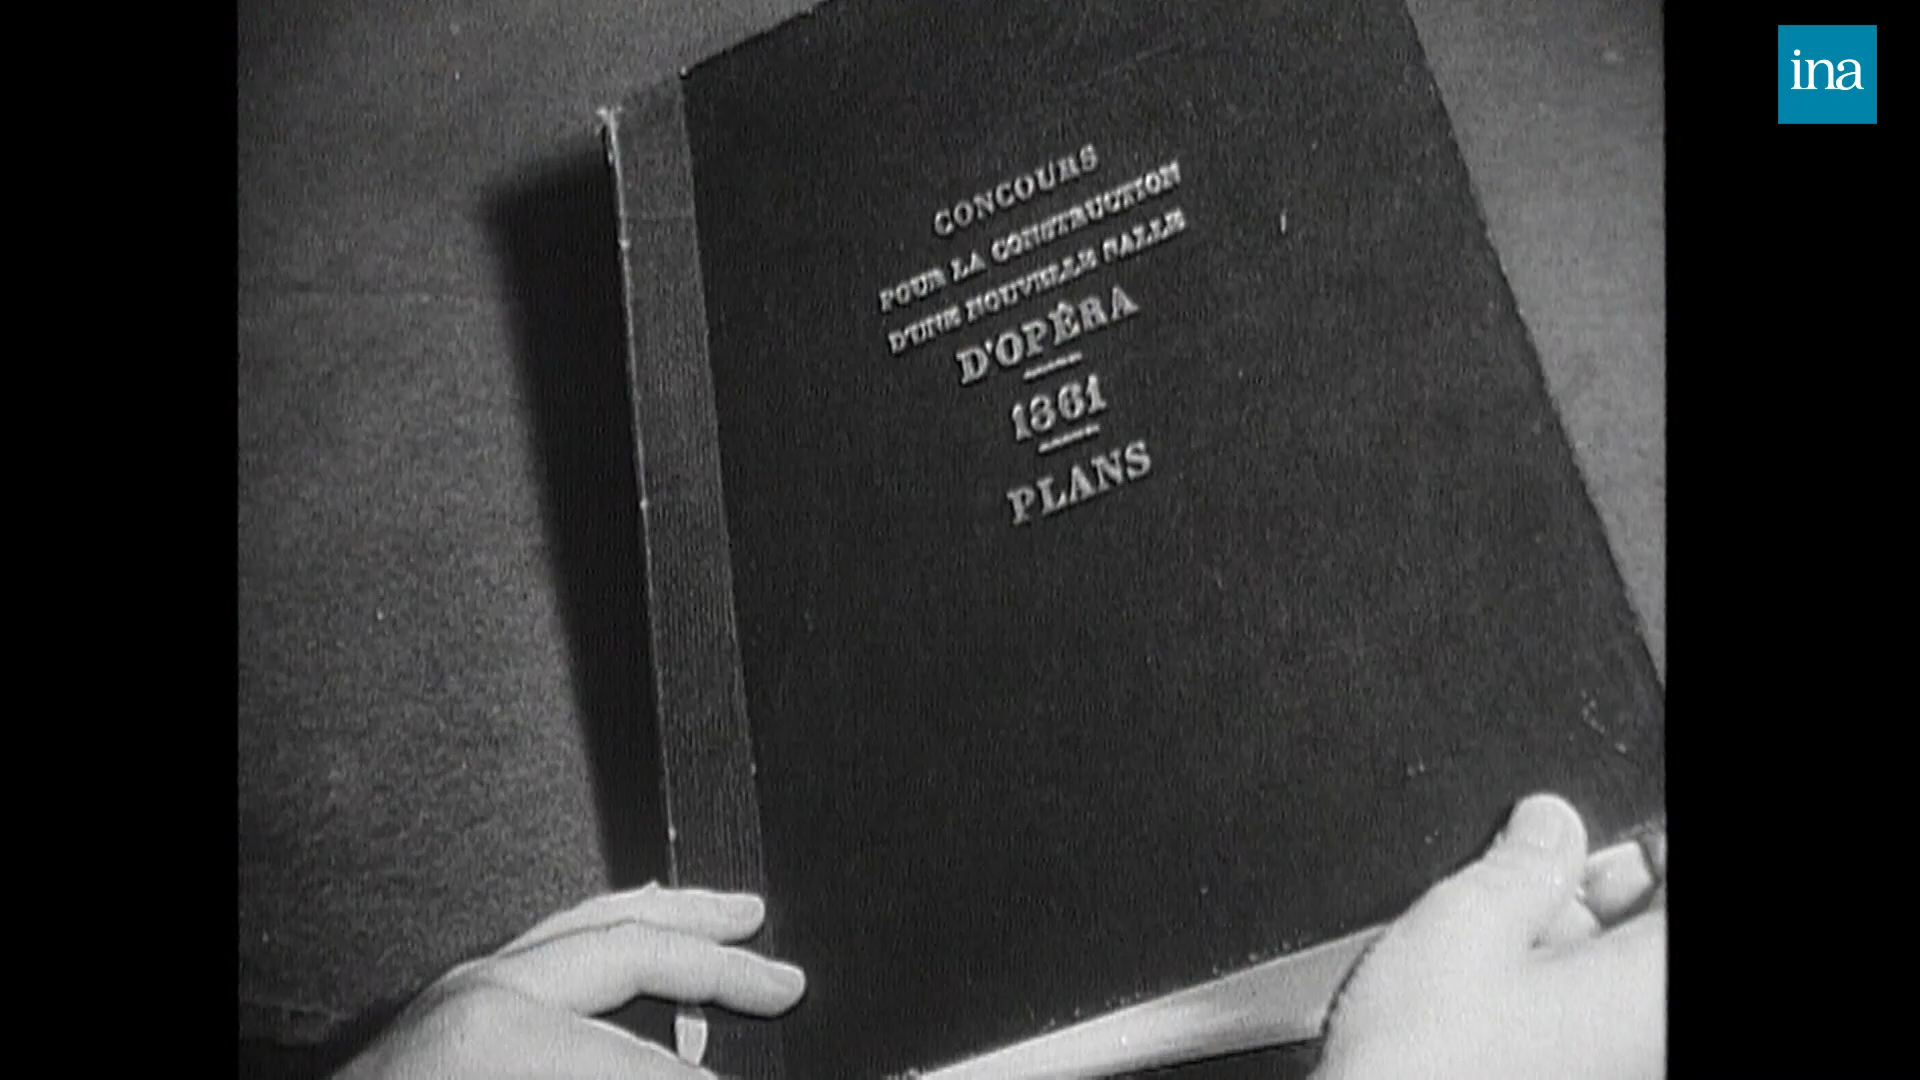 ina
CONCOURS
POUR LA CONSTRUCTION
D'UNE NOUVELLE SALLE
D'OPÉRA
1861
PLANS